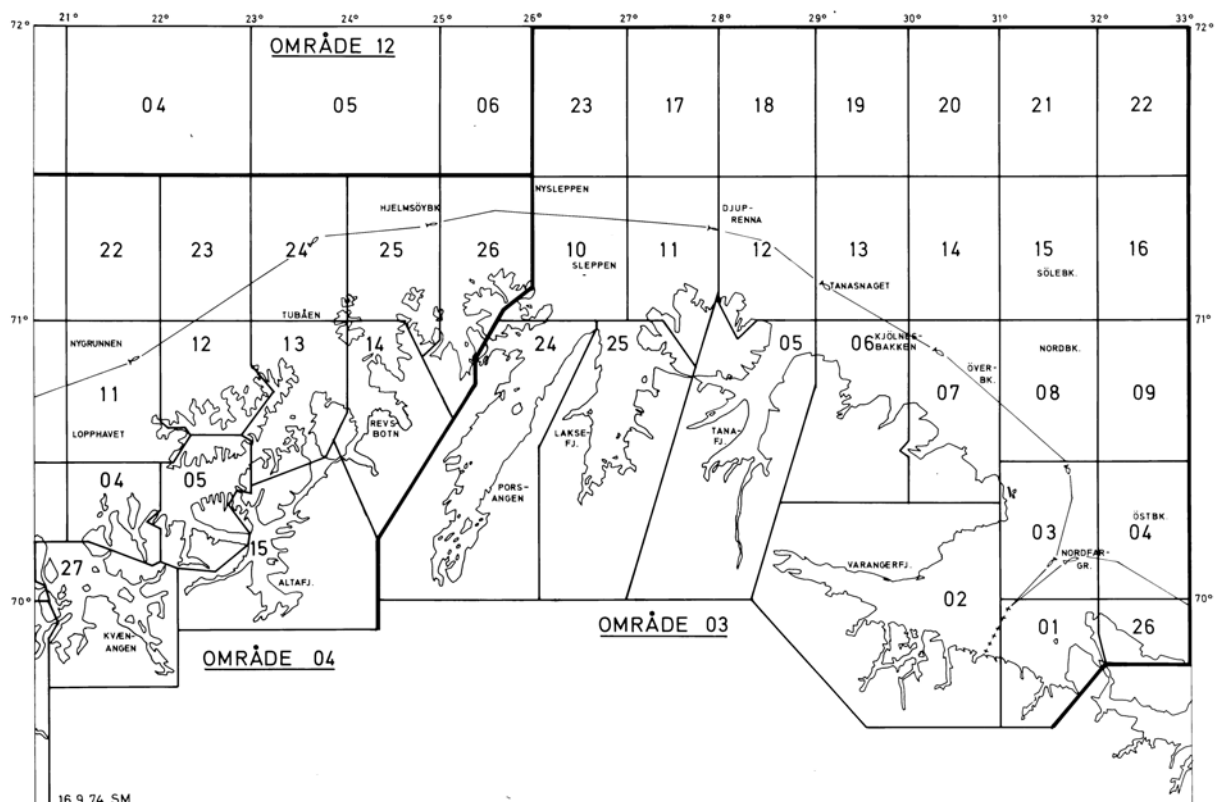 21° 22° 23° 24° 25° 26° 27° 28° 29° 30° 31° 32° 33°
72° 72°
OMRÅDE 12
04 05 06 23 17 18 19 20 21 22
NYSLEPPEN
HJELMSÖYBK
DJUP-
RENNA
22 23 24 25 26 10 11 12 13 14 15 16
SLEPPEN
SÖLEBK.
TANASNAGET
TUBÅEN
71° 71°
NYGRUNNEN
12 13 14 24 25 05 06
KJÖLNES-
BAKKEN
NORDBK.
ÖVER-
BK.
11 07 08 09
LOPPHAVET
REVS-
BOTN
LAKSE-
FJ.
TANA-
FJ.
04 05
PORS-
ANGEN
03 04
ÖSTBK.
15
27
NORDFAR-
GR.
VARANGERFJ.
ALTAFJ.
70° 70°
02
OMRÅDE 03
01 26
KVÆN-
ANGEN
OMRÅDE 04
16.9.74 SM